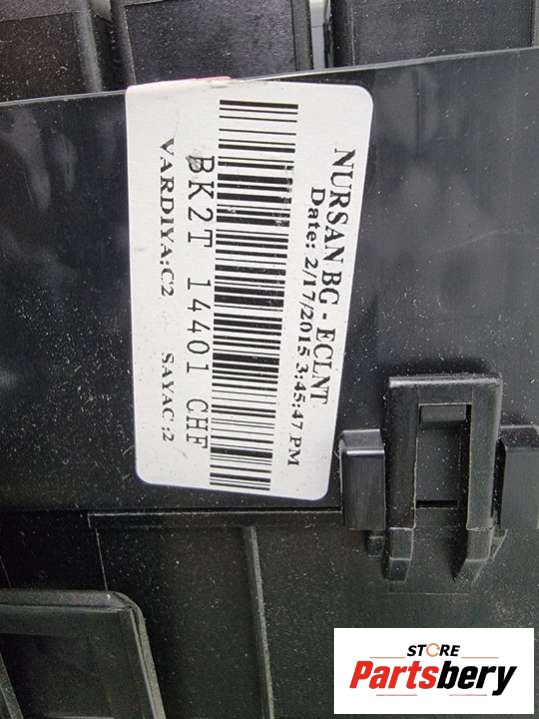 NURSAN BG - ECLNT
Date: 2/17/2015 3:45:47 PM
BK2T 14401 CHF
VARDIYA:C2 SAYAC :2
STORE
Partsbery